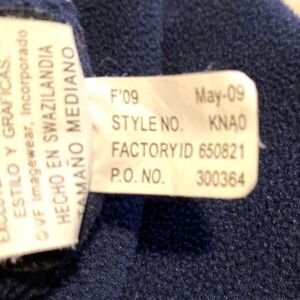 F'09 May-09
STYLE NO. KNA0
FACTORY ID 650821
P.O. NO. 300364
ESTILO Y GRAFICAS.
©VF Imagewear, Incorporado
HECHO EN SWAZILANDIA
TAMAÑO MEDIANO